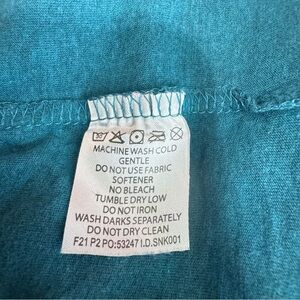 MACHINE WASH COLD
GENTLE
DO NOT USE FABRIC
SOFTENER
NO BLEACH
TUMBLE DRY LOW
DO NOT IRON
WASH DARKS SEPARATELY
DO NOT DRY CLEAN
F21 P2 PO:53247 I.D.SNK001